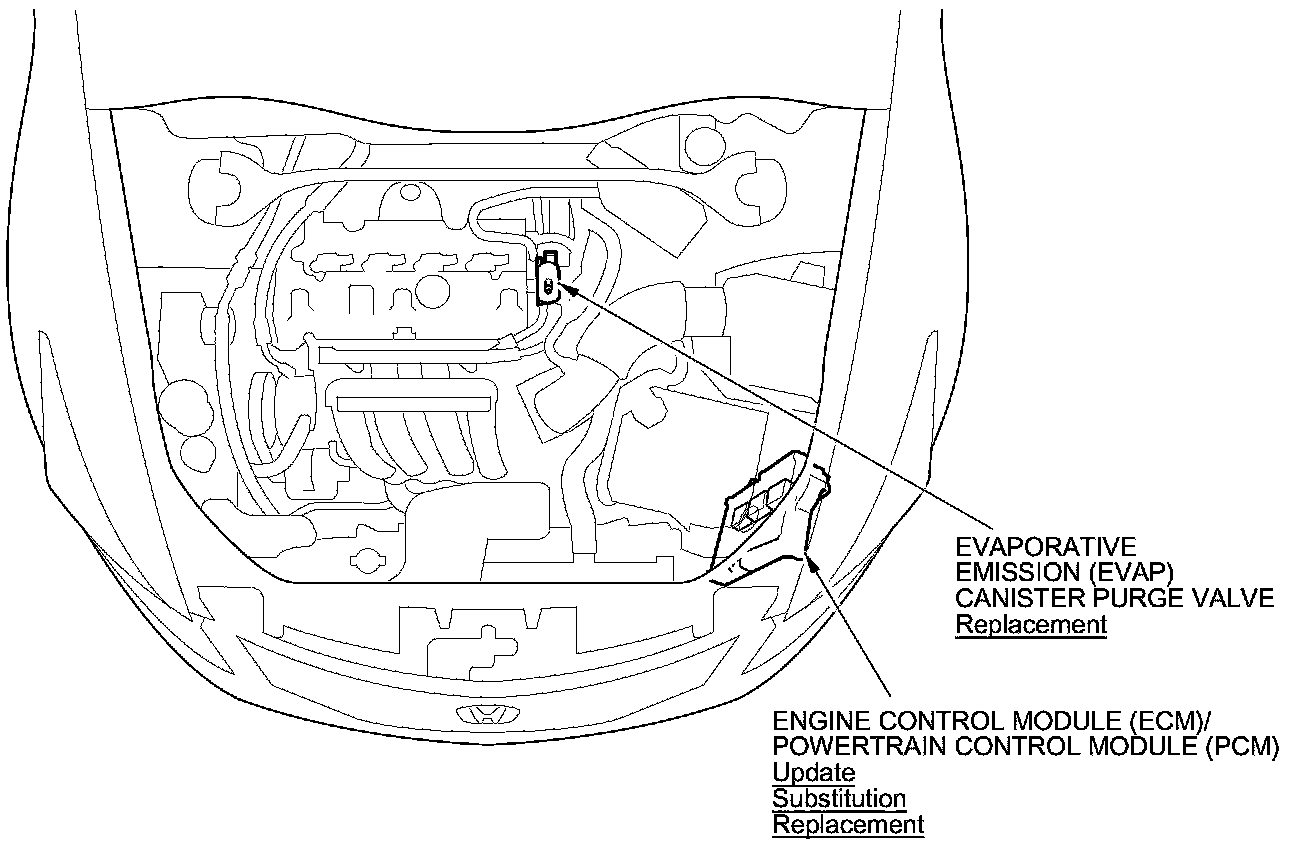 EVAPORATIVE
EMISSION (EVAP)
CANISTER PURGE VALVE
Replacement
ENGINE CONTROL MODULE (ECM)/
POWERTRAIN CONTROL MODULE (PCM)
Update
Substitution
Replacement